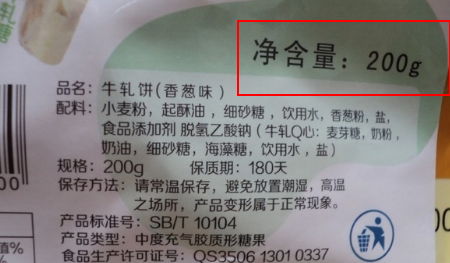 轧
糖
净含量：200g
品名：牛轧饼(香葱味)
配料：小麦粉，起酥油，细砂糖，饮用水，香葱粉，盐，
食品添加剂 脱氢乙酸钠（牛轧Q心：麦芽糖，奶粉，
奶油，细砂糖，海藻糖，饮用水，盐）
规格：200g 保质期：180天
保存方法：请常温保存，避免放置潮湿，高温
之场所，产品变形属于正常现象。
产品标准号：SB/T 10104
产品类型：中度充气胶质形糖果
食品生产许可证号：QS3506 1301 0337
00
值%